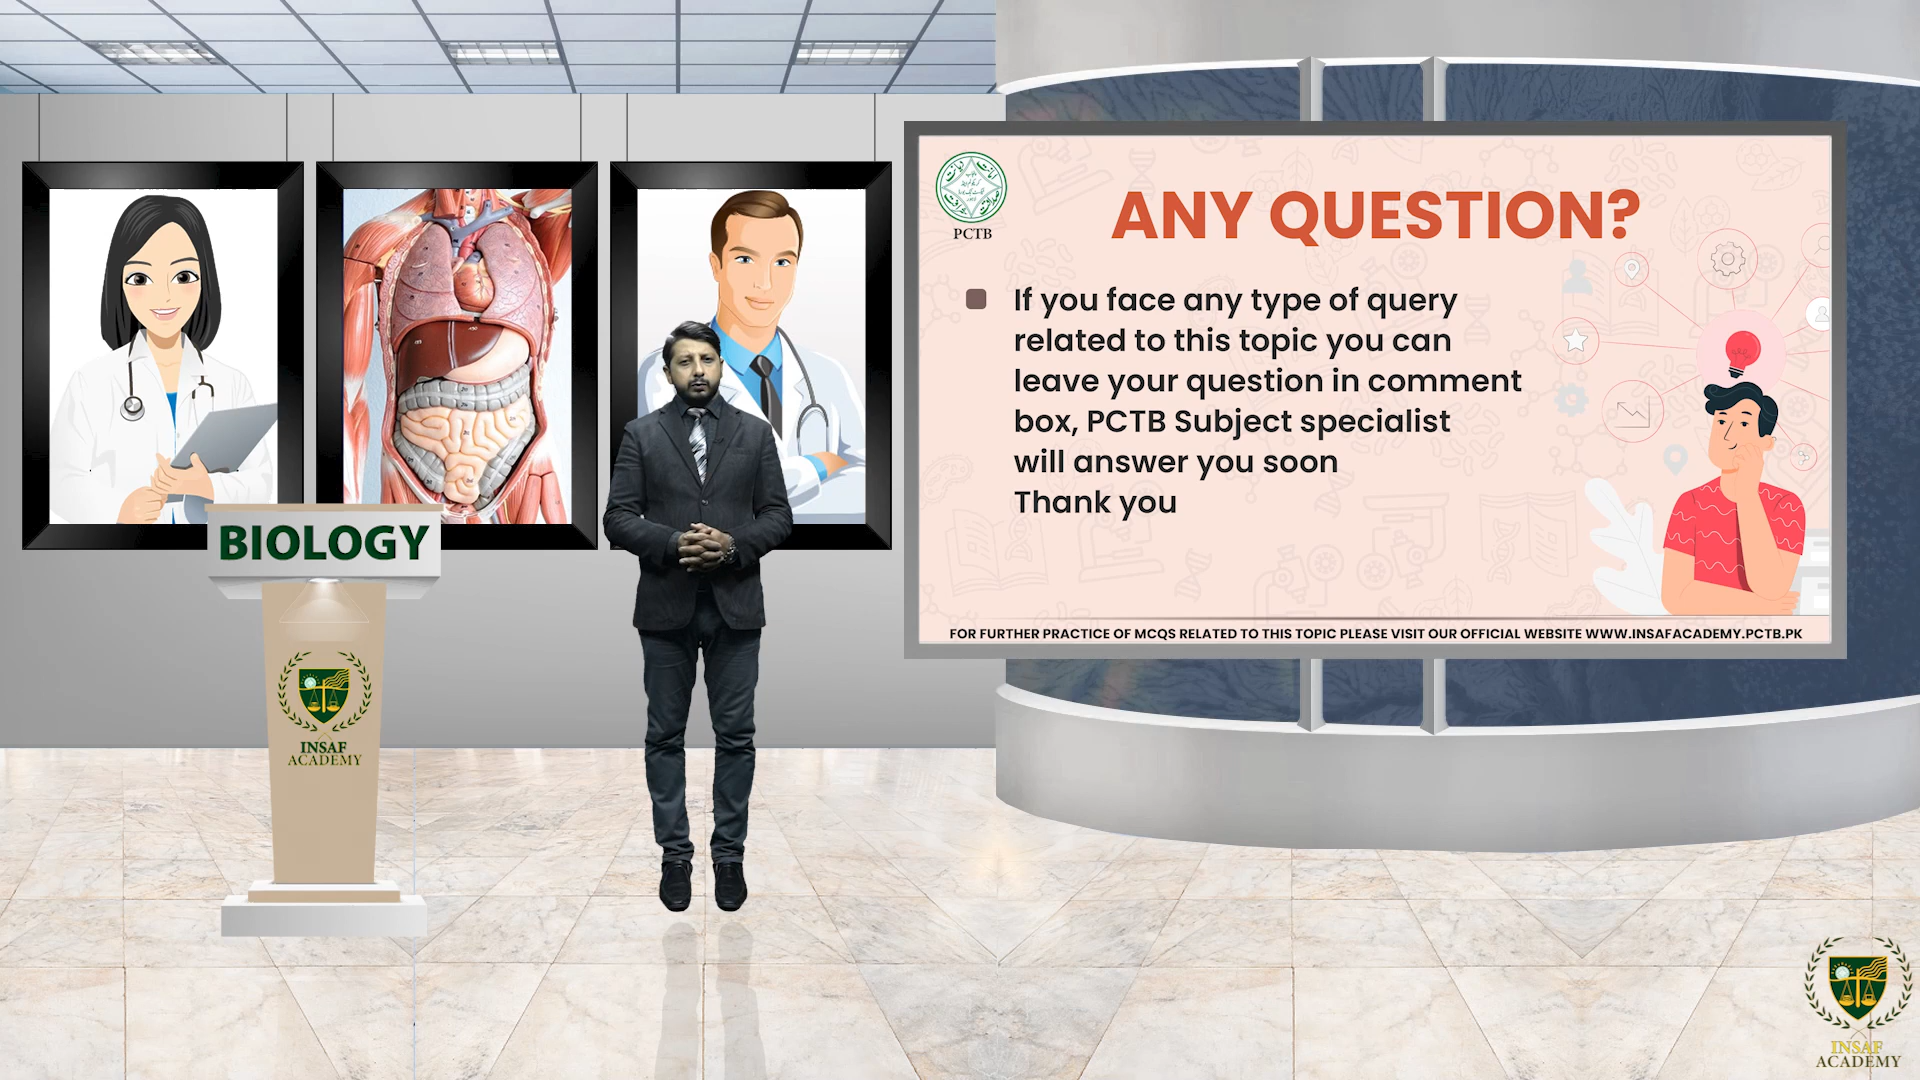 BIOLOGY
INSAF
ACADEMY
PCTB
ANY QUESTION?
If you face any type of query
related to this topic you can
leave your question in comment
box, PCTB Subject specialist
will answer you soon
Thank you
FOR FURTHER PRACTICE OF MCQS RELATED TO THIS TOPIC PLEASE VISIT OUR OFFICIAL WEBSITE WWW.INSAFACADEMY.PCTB.PK
INSAF
ACADEMY